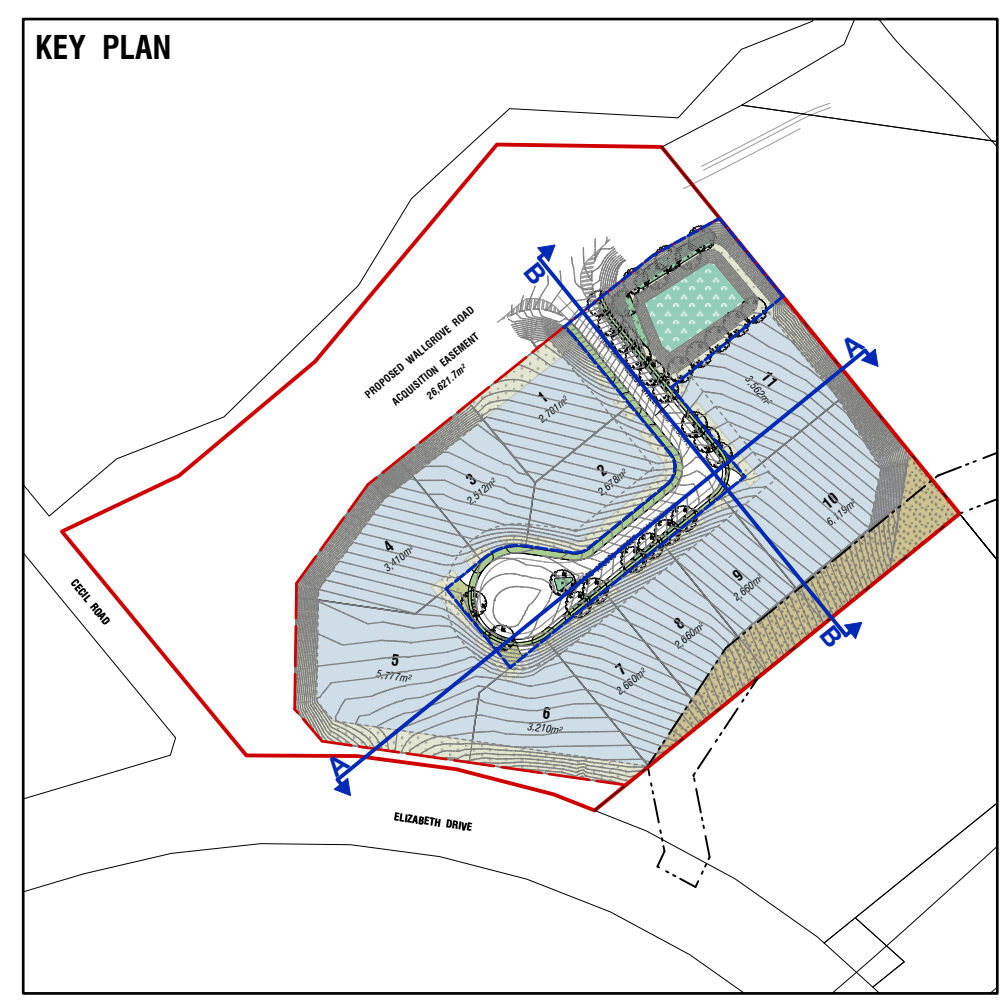 KEY PLAN
B
PROPOSED WALLGROVE ROAD
ACQUISITION EASEMENT
26,621.7m²
A
11
3,562m²
1
2,701m²
2
2,678m²
3
2,512m²
10
6,119m²
4
3,410m²
9
2,660m²
CECIL ROAD
8
2,660m²
B
5
5,777m²
7
2,660m²
6
3,210m²
A
ELIZABETH DRIVE